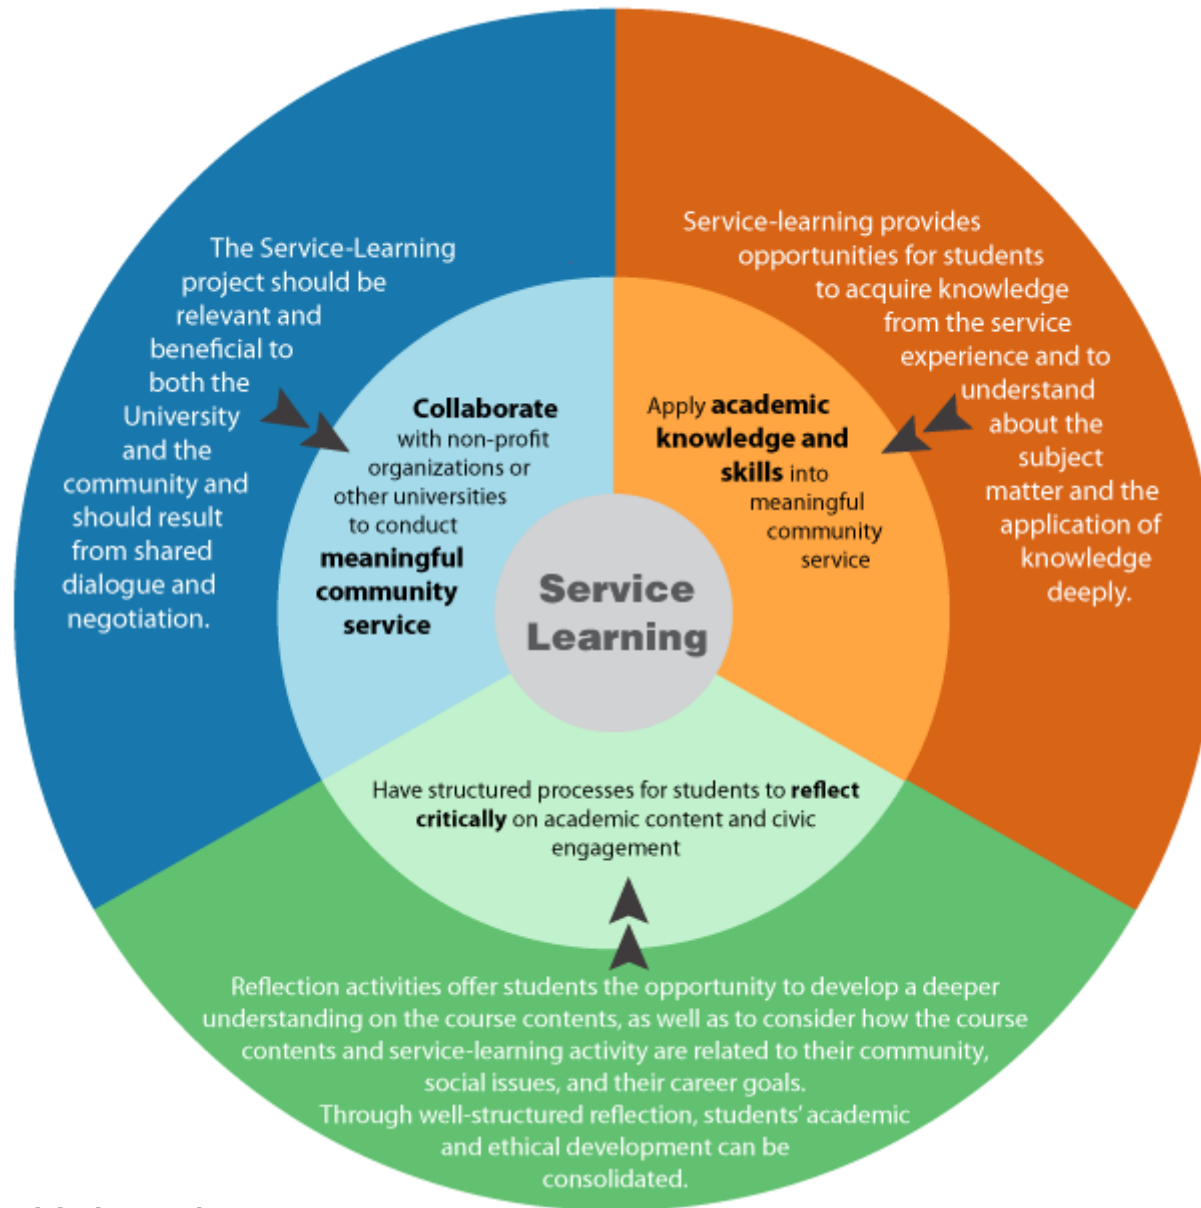 The Service-Learning
project should be
relevant and
beneficial to
both the
University
and the
community and
should result
from shared
dialogue and
negotiation.
Collaborate
with non-profit
organizations or
other universities
to conduct
meaningful
community
service
Service-learning provides
opportunities for students
to acquire knowledge
from the service
experience and to
understand
about the
subject
matter and the
application of
knowledge
deeply.
Apply academic
knowledge and
skills into
meaningful
community
service
Service
Learning
Have structured processes for students to reflect
critically on academic content and civic
engagement
Reflection activities offer students the opportunity to develop a deeper
understanding on the course contents, as well as to consider how the course
contents and service-learning activity are related to their community,
social issues, and their career goals.
Through well-structured reflection, students' academic
and ethical development can be
consolidated.